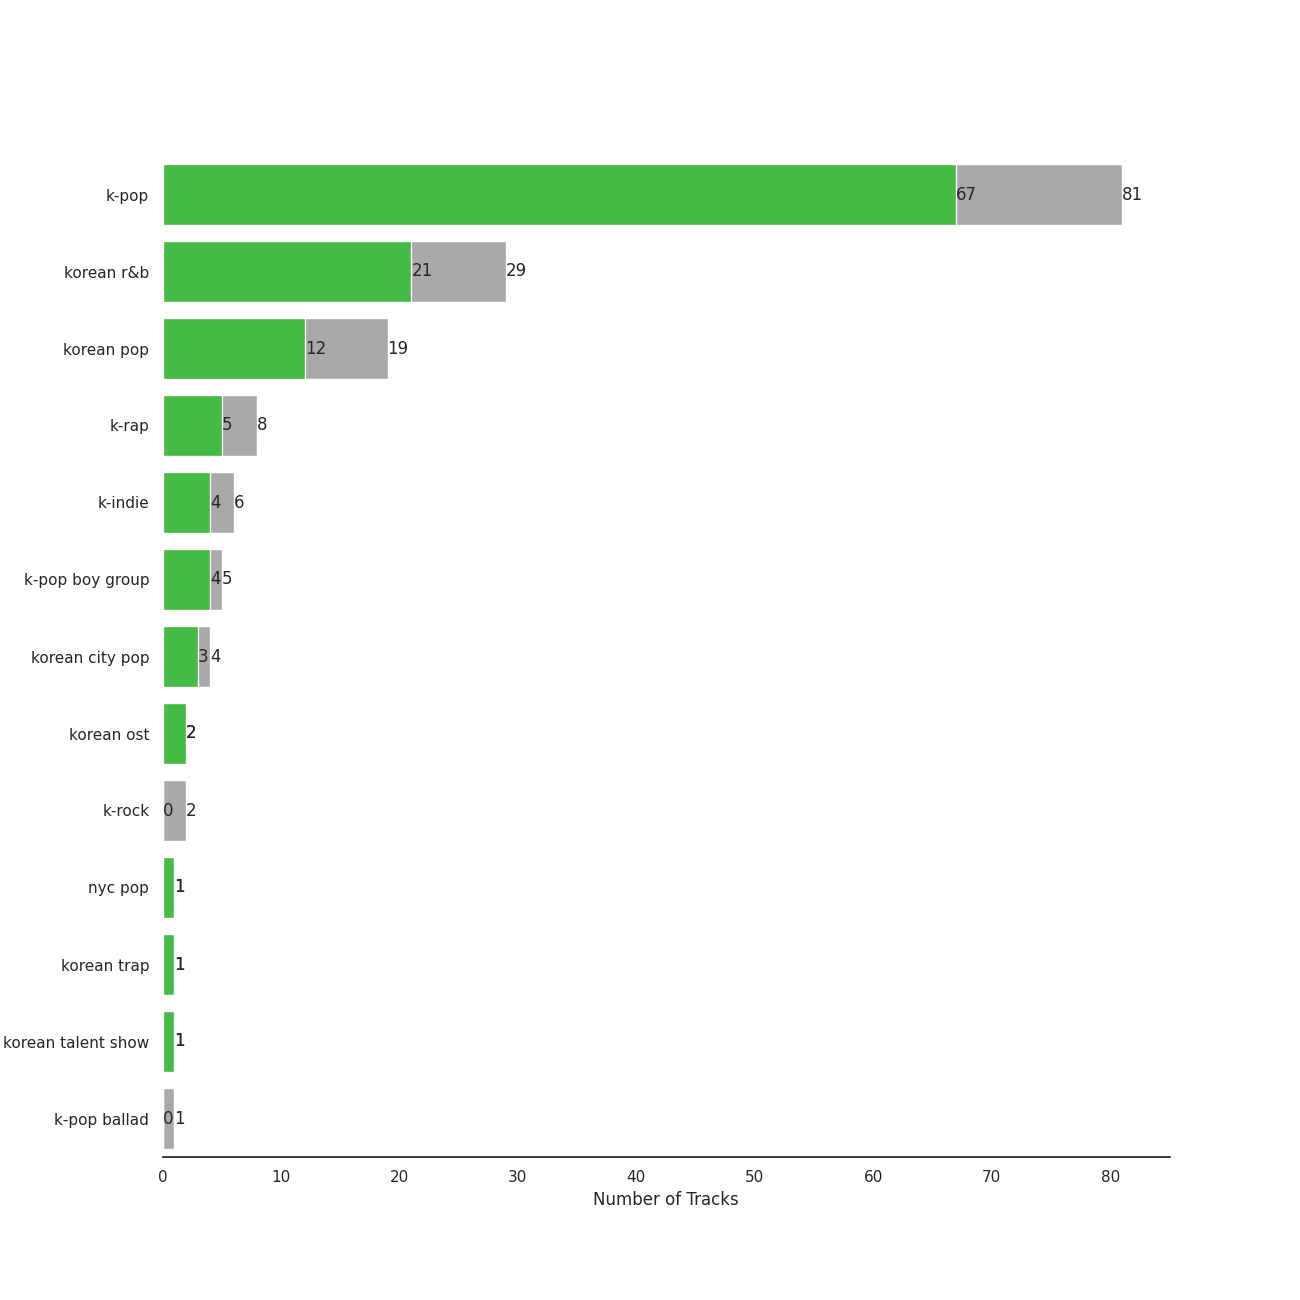 k-pop 67 81
korean r&b 21 29
korean pop 12 19
k-rap 5 8
k-indie 4 6
k-pop boy group 4 5
korean city pop 3 4
korean ost 2
k-rock 0 2
nyc pop 1
korean trap 1
korean talent show 1
k-pop ballad 0 1
0 10 20 30 40 50 60 70 80
Number of Tracks